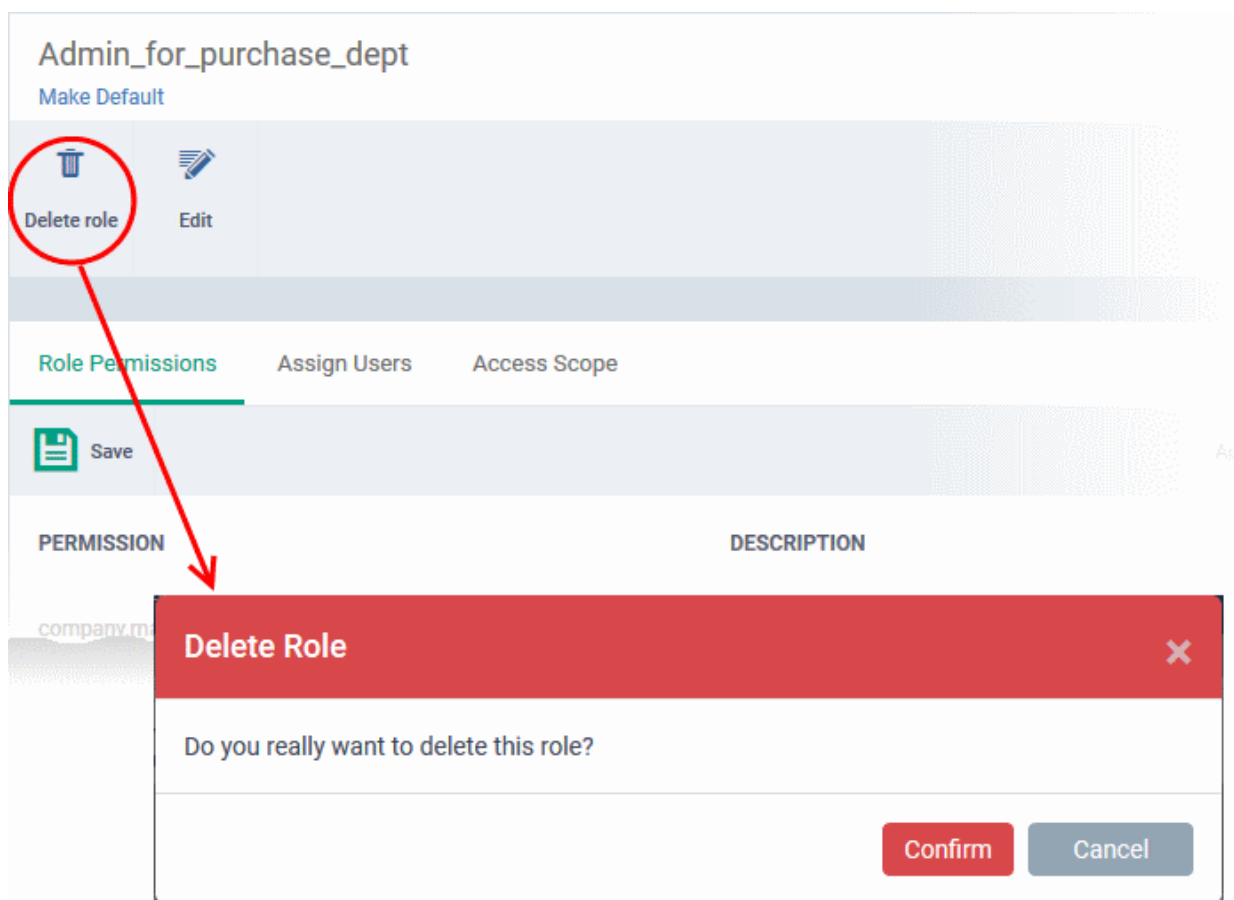 Admin_for_purchase_dept
Make Default
Delete role Edit
Role Permissions Assign Users Access Scope
Save
PERMISSION DESCRIPTION
Delete Role
Do you really want to delete this role?
Confirm Cancel